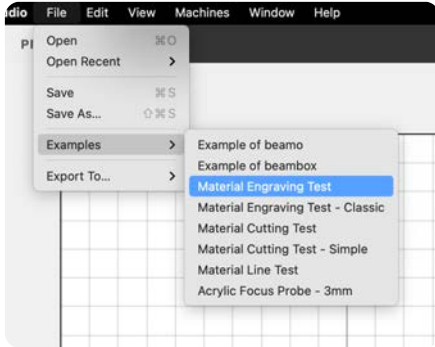 dio File Edit View Machines Window Help
Open ⌘O
Open Recent >
Save ⌘S
Save As... ⇧⌘S
Examples >
Export To... >
Example of beamo
Example of beambox
Material Engraving Test
Material Engraving Test - Classic
Material Cutting Test
Material Cutting Test - Simple
Material Line Test
Acrylic Focus Probe - 3mm